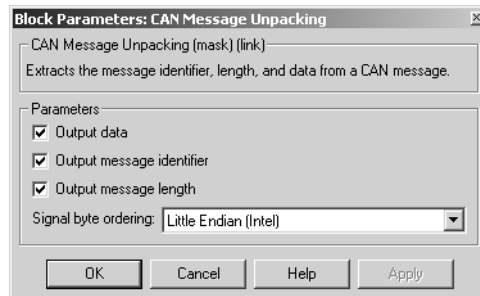 Block Parameters: CAN Message Unpacking
CAN Message Unpacking (mask) (link)
Extracts the message identifier, length, and data from a CAN message.
Parameters
Output data
Output message identifier
Output message length
Signal byte ordering: Little Endian (Intel)
OK Cancel Help Apply